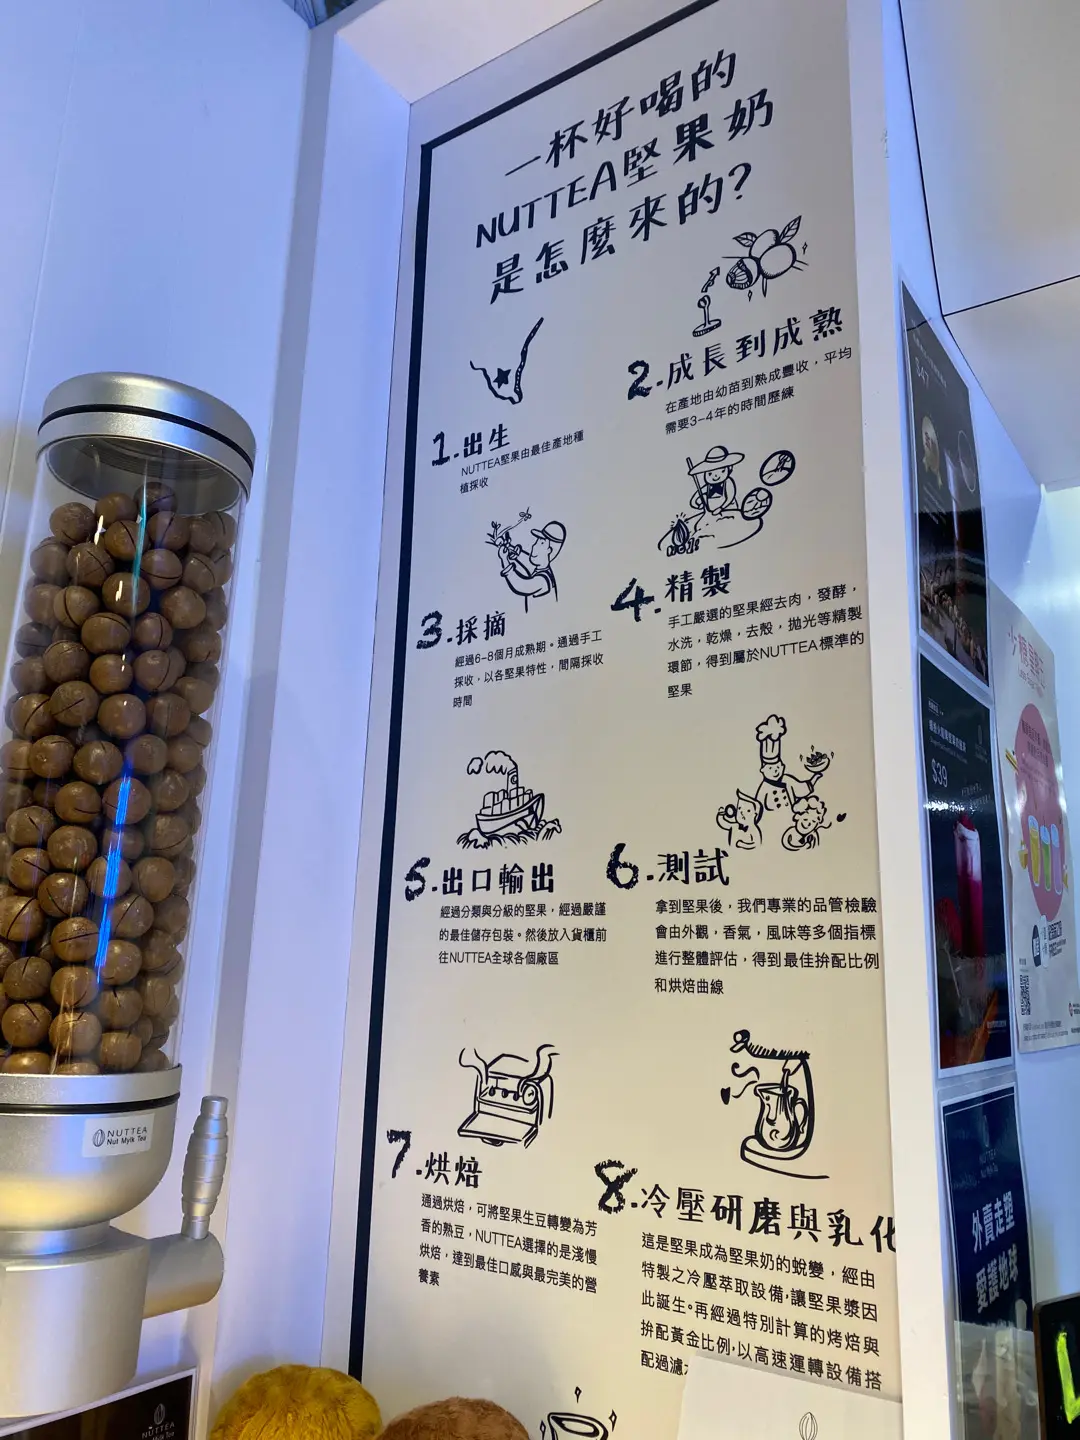 一杯好喝的
NUTTEA堅果奶
是怎麼來的?
1.出生
NUTTEA堅果由最佳產地種
植採收
2.成長到成熟
在產地由幼苗到熟成豐收，平均
需要3-4年的時間歷練
3.採摘
經過6-8個月成熟期。通過手工
採收，以各堅果特性，間隔採收
時間
4.精製
手工嚴選的堅果經去肉，發酵，
水洗，乾燥，去殼，拋光等精製
環節，得到屬於NUTTEA標準的
堅果
5.出口輸出
經過分類與分級的堅果，經過嚴謹
的最佳儲存包裝。然後放入貨櫃前
往NUTTEA全球各個廠區
6.測試
拿到堅果後，我們專業的品管檢驗
會由外觀，香氣，風味等多個指標
進行整體評估，得到最佳拚配比例
和烘焙曲線
7.烘焙
通過烘焙，可將堅果生豆轉變為芳
香的熟豆，NUTTEA選擇的是淺慢
烘焙，達到最佳口感與最完美的營
養素
8.冷壓研磨與乳化
這是堅果成為堅果奶的蛻變，經由
特製之冷壓萃取設備，讓堅果漿因
此誕生。再經過特別計算的烤焙與
拚配黃金比例，以高速運轉設備搭
配過濾
NUTTEA
Nut Mylk Tea
NUTTEA
Nut Mylk Tea
$39
外賣走塑
愛護地球